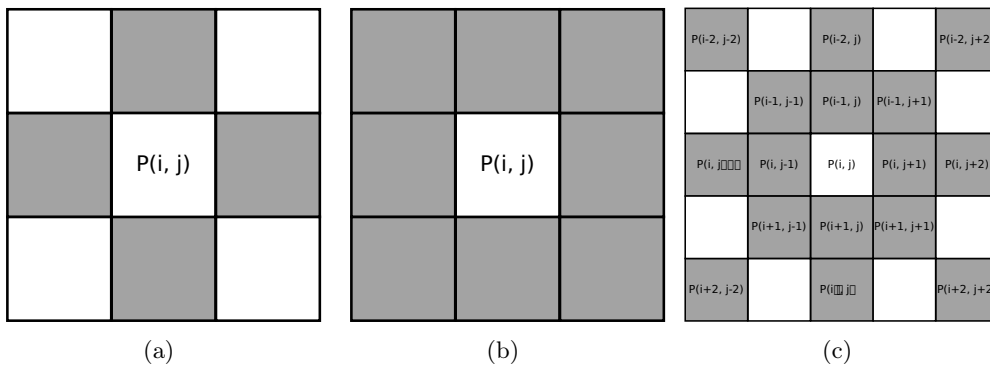 P(i, j)
P(i, j)
P(i-2, j-2) P(i-2, j) P(i-2, j+2)
P(i-1, j-1) P(i-1, j) P(i-1, j+1)
P(i, j P(i, j-1) P(i, j) P(i, j+1) P(i, j+2)
P(i+1, j-1) P(i+1, j) P(i+1, j+1)
P(i+2, j-2) P(i+2, j+2
(a) (b) (c)